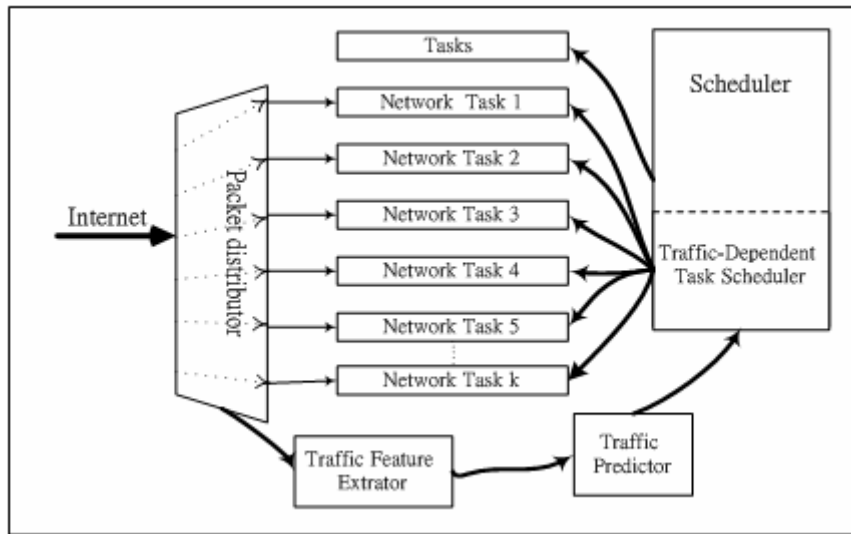 Tasks
Scheduler
Network Task 1
Network Task 2
Network Task 3
Network Task 4
Network Task 5
Network Task k
Internet
Packet distributor
Traffic-Dependent
Task Scheduler
Traffic Feature
Extrator
Traffic
Predictor